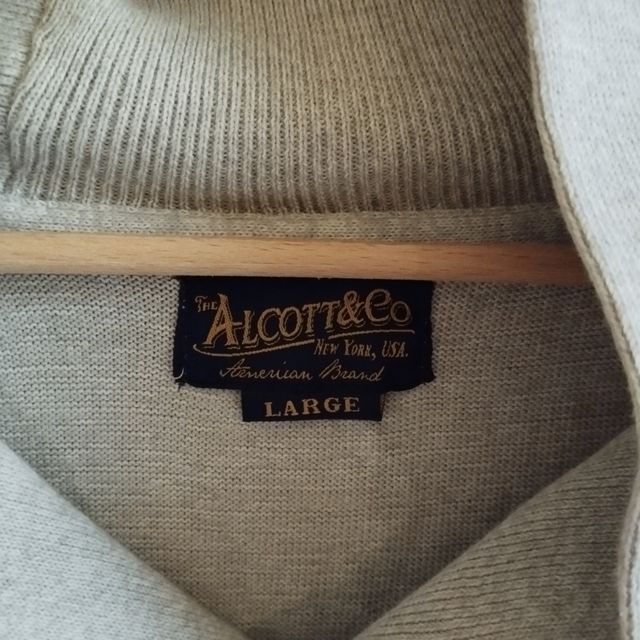 THE ALCOTT&CO
NEW YORK, USA.
American Brand
LARGE